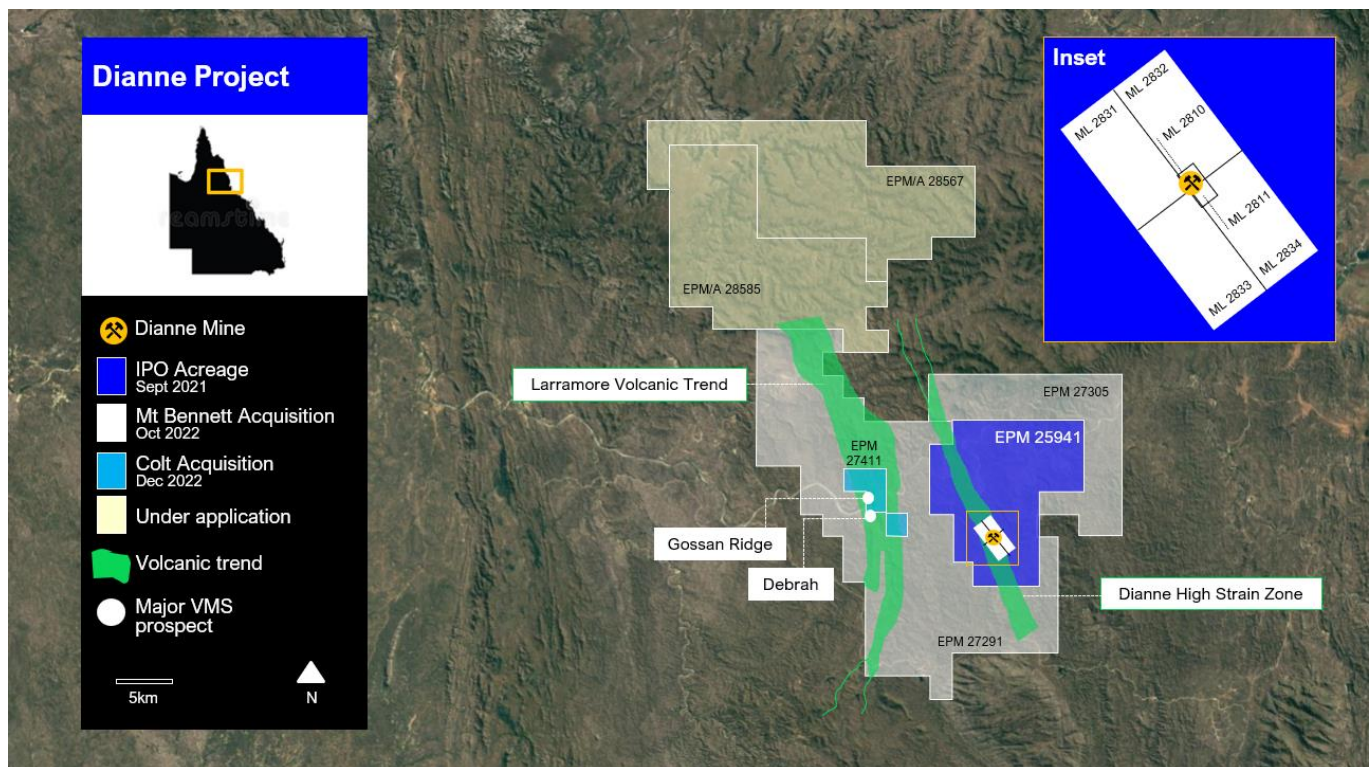 Dianne Project
Dianne Mine
IPO Acreage
Sept 2021
Mt Bennett Acquisition
Oct 2022
Colt Acquisition
Dec 2022
Under application
Volcanic trend
Major VMS
prospect
5km
N
EPM/A 28567
EPM/A 28585
Larramore Volcanic Trend
EPM 27305
EPM 25941
EPM
27411
Gossan Ridge
Debrah
Dianne High Strain Zone
EPM 27291
Inset
ML 2831
ML 2832
ML 2810
ML 2811
ML 2833
ML 2834